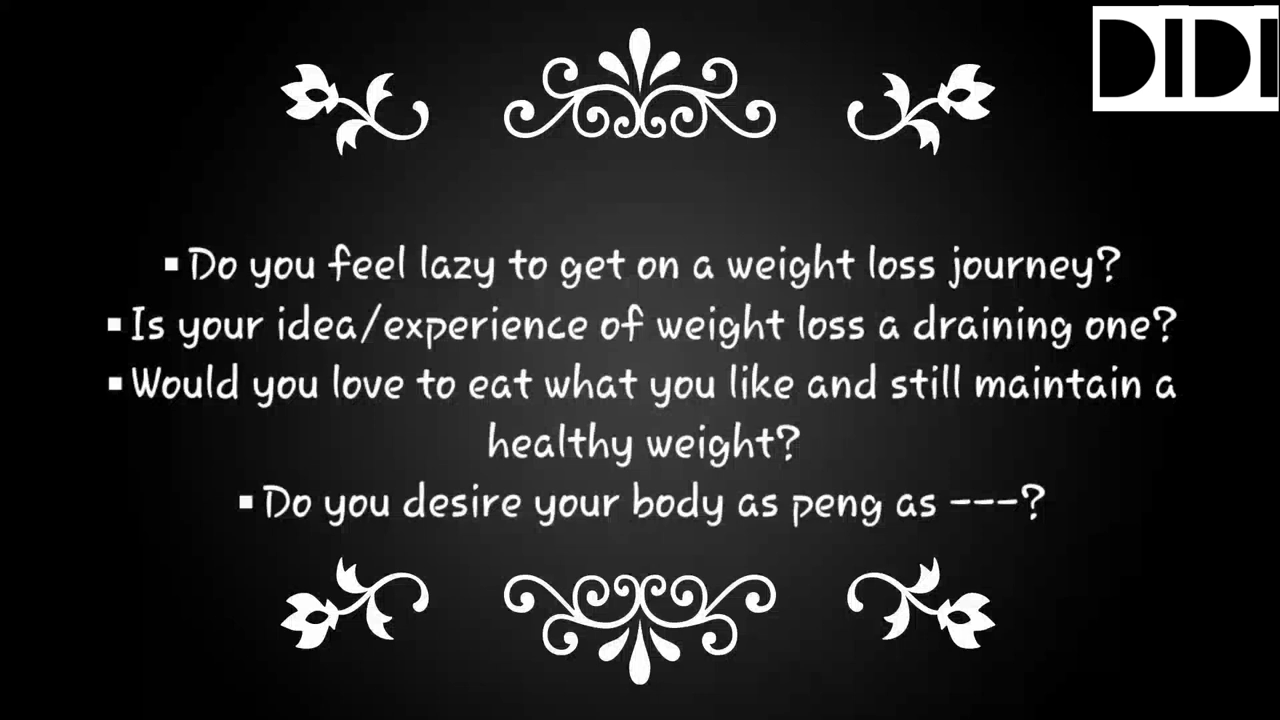 DIDI
▪Do you feel lazy to get on a weight loss journey?
▪Is your idea/experience of weight loss a draining one?
▪Would you love to eat what you like and still maintain a
healthy weight?
▪Do you desire your body as peng as ---?